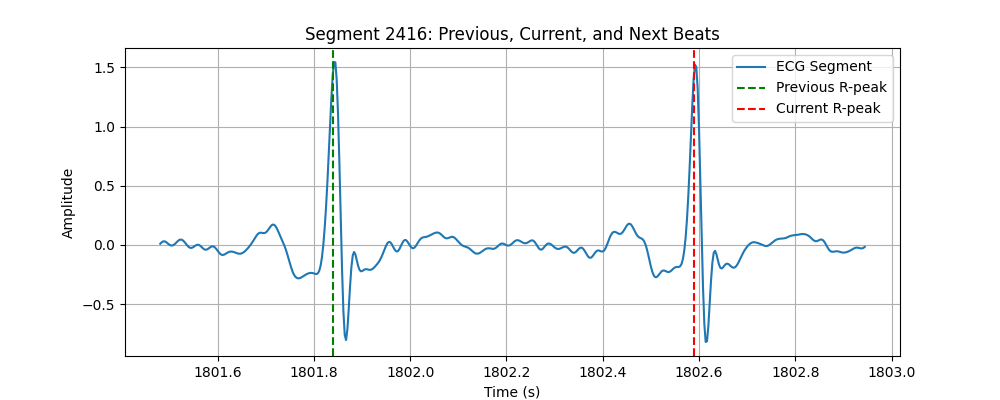 Segment 2416: Previous, Current, and Next Beats
ECG Segment
Previous R-peak
Current R-peak
Amplitude
1.5
1.0
0.5
0.0
−0.5
1801.6 1801.8 1802.0 1802.2 1802.4 1802.6 1802.8 1803.0
Time (s)